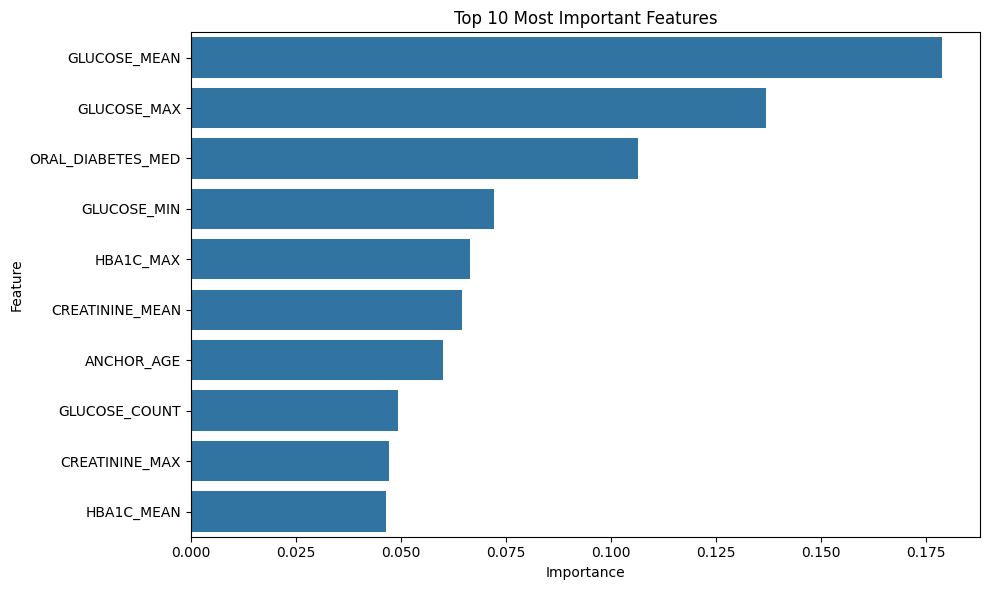 Top 10 Most Important Features
GLUCOSE_MEAN
GLUCOSE_MAX
ORAL_DIABETES_MED
GLUCOSE_MIN
HBA1C_MAX
CREATININE_MEAN
ANCHOR_AGE
GLUCOSE_COUNT
CREATININE_MAX
HBA1C_MEAN
Feature
0.000 0.025 0.050 0.075 0.100 0.125 0.150 0.175
Importance